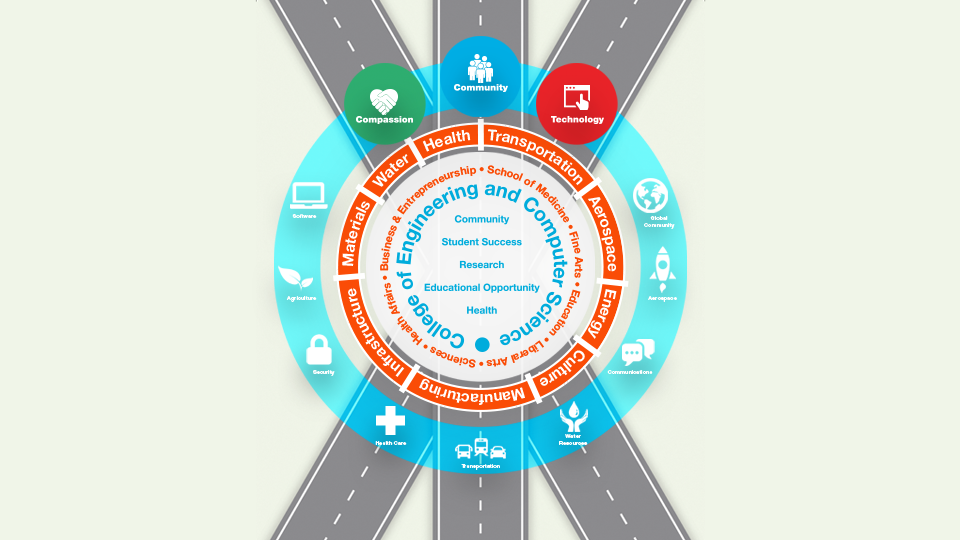 Community
Compassion
Technology
Health
Transportation
Aerospace
Energy
Culture
Manufacturing
Infrastructure
Materials
Water
• Business & Entrepreneurship • School of Medicine • Fine Arts • Education • Liberal Arts • Sciences • Health Affairs
College of Engineering and Computer Science
Community
Student Success
Research
Educational Opportunity
Health
Software
Global
Community
Agriculture
Aerospace
Security
Communications
Health Care
Water
Resources
Transportation